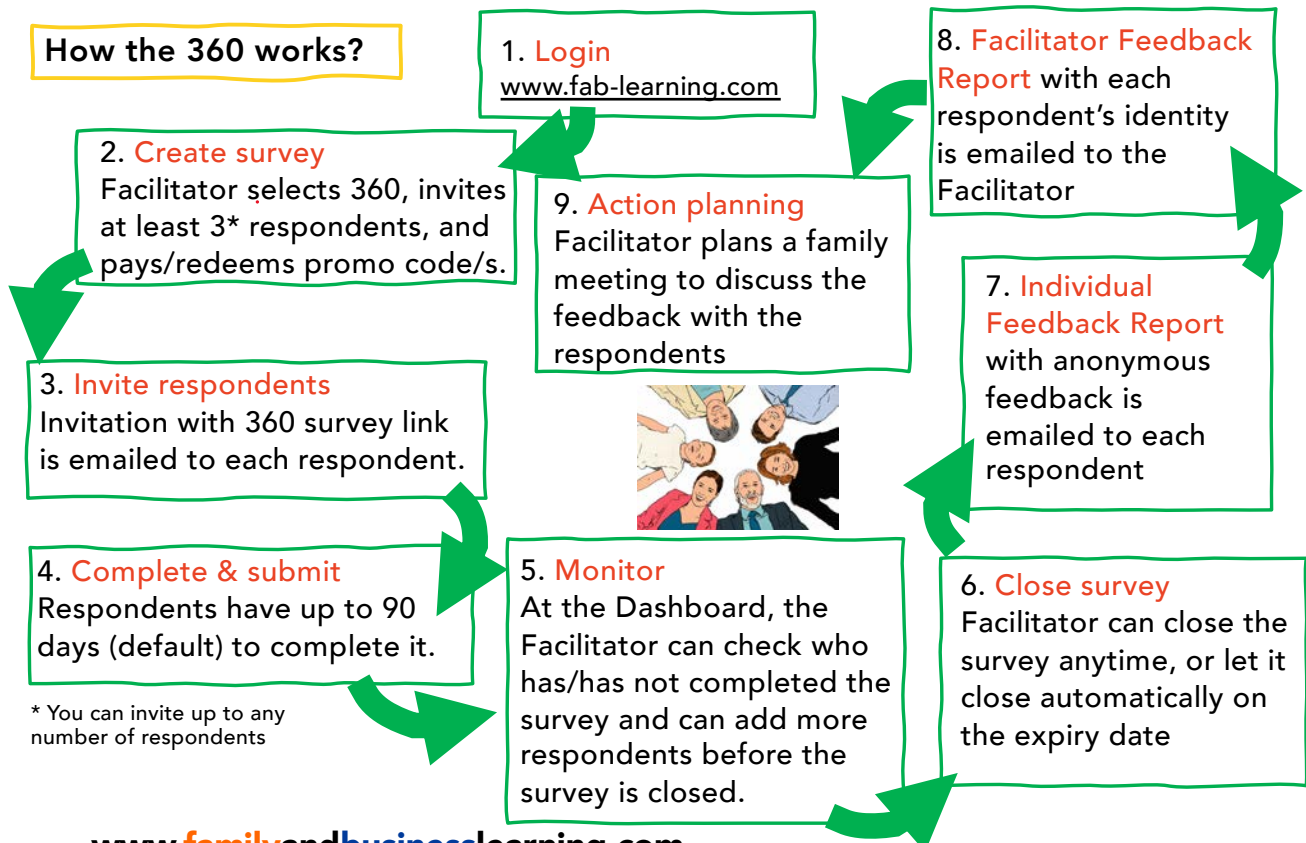 How the 360 works?
1. Login
www.fab-learning.com
2. Create survey
Facilitator selects 360, invites
at least 3* respondents, and
pays/redeems promo code/s.
3. Invite respondents
Invitation with 360 survey link
is emailed to each respondent.
4. Complete & submit
Respondents have up to 90
days (default) to complete it.
* You can invite up to any
number of respondents
5. Monitor
At the Dashboard, the
Facilitator can check who
has/has not completed the
survey and can add more
respondents before the
survey is closed.
6. Close survey
Facilitator can close the
survey anytime, or let it
close automatically on
the expiry date
7. Individual
Feedback Report
with anonymous
feedback is
emailed to each
respondent
8. Facilitator Feedback
Report with each
respondent’s identity
is emailed to the
Facilitator
9. Action planning
Facilitator plans a family
meeting to discuss the
feedback with the
respondents
www.familyandbusinesslearning.com